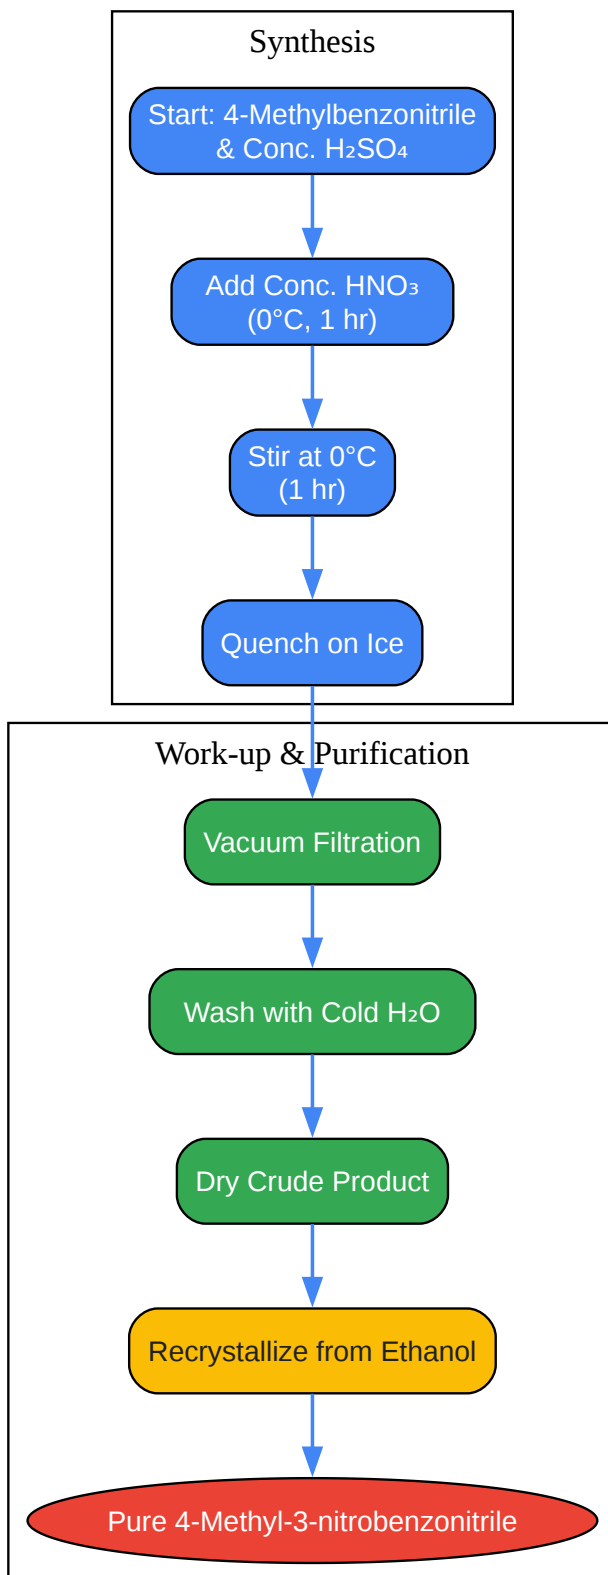 Synthesis
Start: 4-Methylbenzonitrile
& Conc. H₂SO₄
Add Conc. HNO₃
(0°C, 1 hr)
Stir at 0°C
(1 hr)
Quench on Ice
Work-up & Purification
Vacuum Filtration
Wash with Cold H₂O
Dry Crude Product
Recrystallize from Ethanol
Pure 4-Methyl-3-nitrobenzonitrile